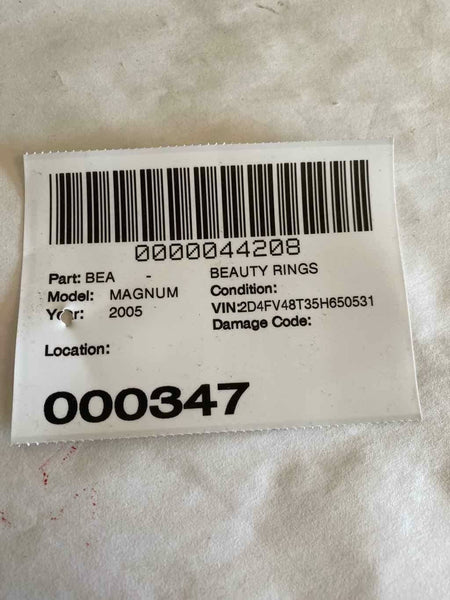 0000044208
Part: BEA - BEAUTY RINGS
Model: MAGNUM Condition:
Year: 2005 VIN:2D4FV48T35H650531
Damage Code:
Location:
000347